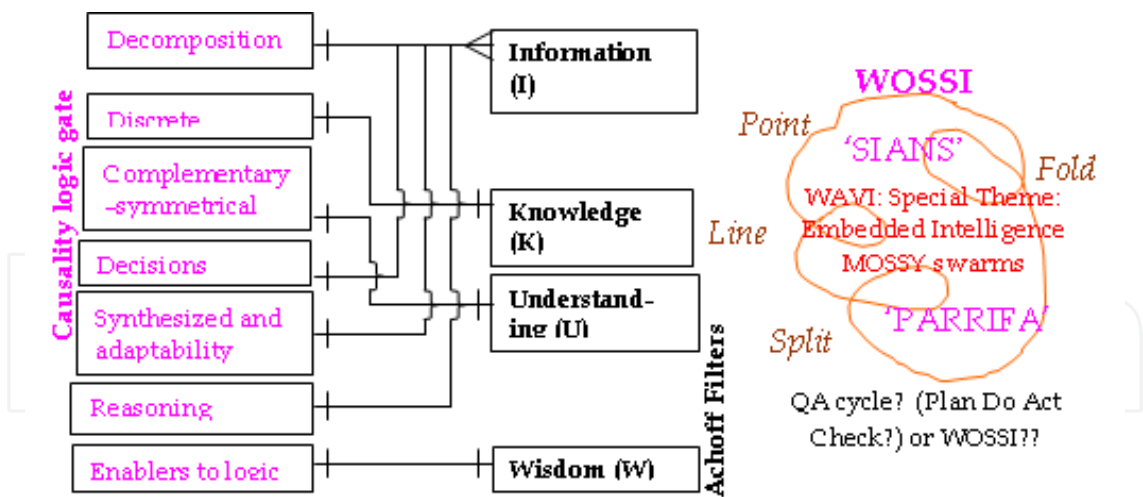 Causality logic gate
Decomposition
Discrete
Complementary
–symmetrical
Decisions
Synthesized and
adaptability
Reasoning
Enablers to logic
Information
(I)
Knowledge
(K)
Understand-
ing (U)
Wisdom (W)
Achoff Filters
WOSSI
Point
‘SIANS’
Fold
WAVI: Special Theme:
Line
Embedded Intelligence
MOSSY swarms
‘PARRIFA’
Split
QA cycle? (Plan Do Act
Check?) or WOSSI??